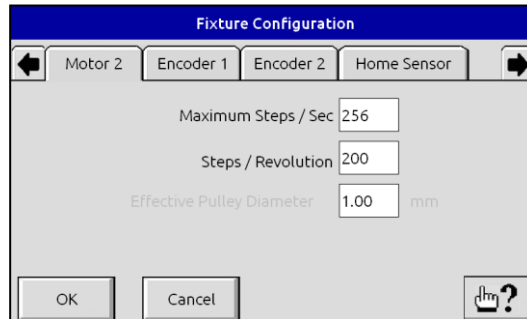 Fixture Configuration
Motor 2 Encoder 1 Encoder 2 Home Sensor
Maximum Steps / Sec 256
Steps / Revolution 200
Effective Pulley Diameter 1.00 mm
OK Cancel ?